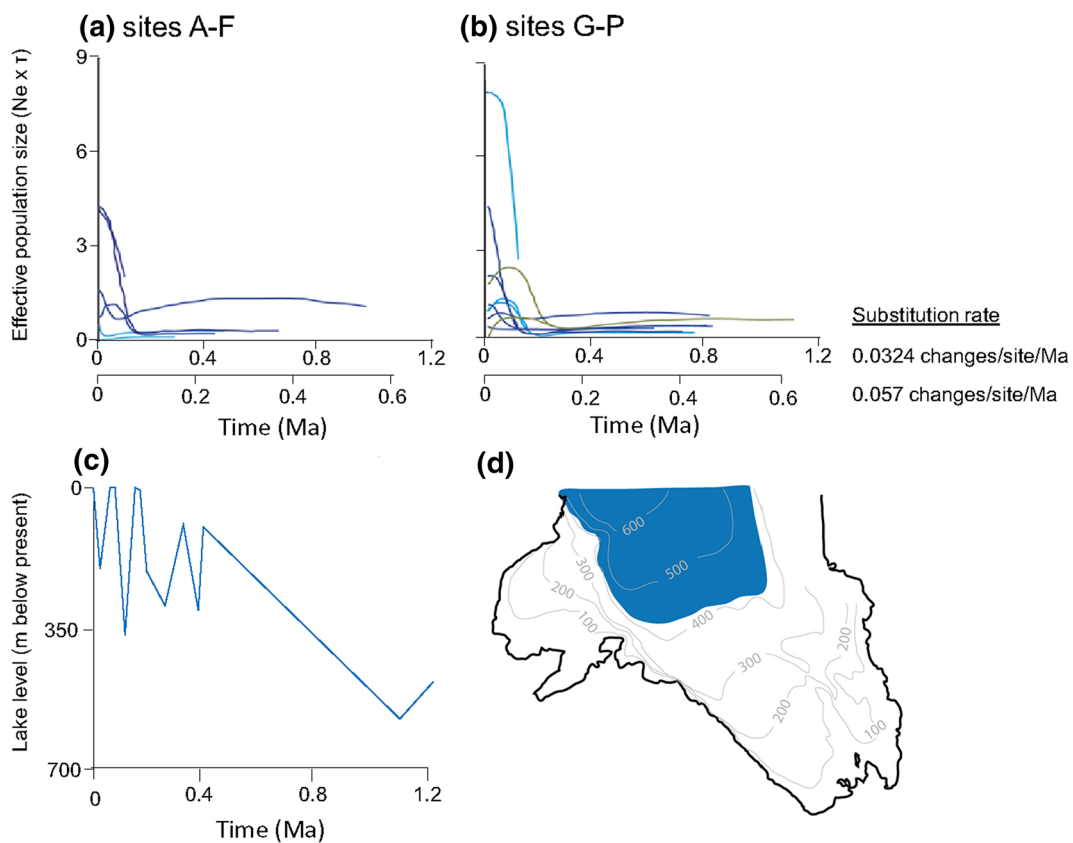 (a) sites A-F
(b) sites G-P
Effective population size (Ne x τ)
9
6
3
0
0 0.4 0.8 1.2
0 0.2 0.4 0.6
Time (Ma)
0 0.4 0.8 1.2
0 0.2 0.4 0.6
Time (Ma)
Substitution rate
0.0324 changes/site/Ma
0.057 changes/site/Ma
(c)
Lake level (m below present)
0
350
700
0 0.4 0.8 1.2
Time (Ma)
(d)
600
500
300
200
100
400
300
200
200
100